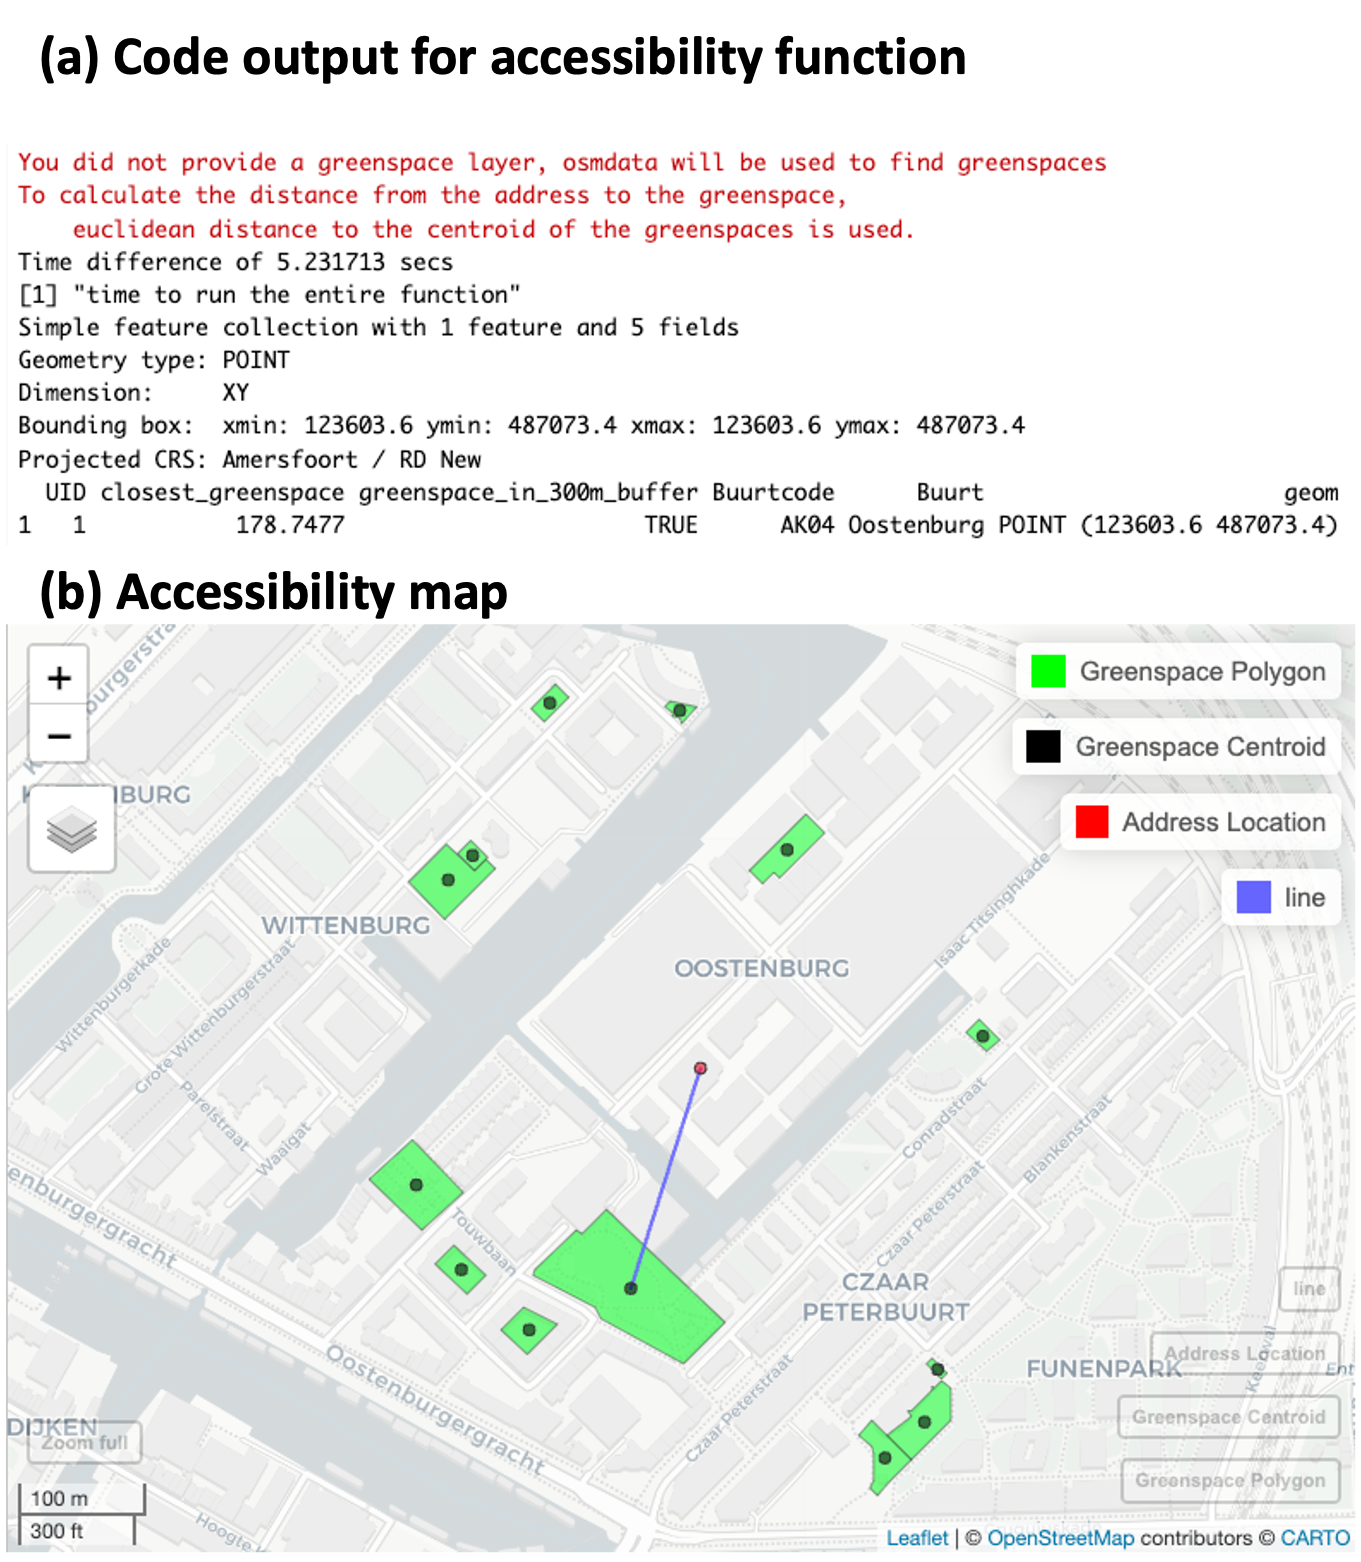 (a) Code output for accessibility function
You did not provide a greenspace layer, osmdata will be used to find greenspaces
To calculate the distance from the address to the greenspace,
euclidean distance to the centroid of the greenspaces is used.
Time difference of 5.231713 secs
[1] "time to run the entire function"
Simple feature collection with 1 feature and 5 fields
Geometry type: POINT
Dimension: XY
Bounding box: xmin: 123603.6 ymin: 487073.4 xmax: 123603.6 ymax: 487073.4
Projected CRS: Amersfoort / RD New
UID closest_greenspace greenspace_in_300m_buffer Buurtcode Buurt geom
1 1 178.7477 TRUE AK04 Oostenburg POINT (123603.6 487073.4)
(b) Accessibility map
+
−
burgerstra
Greenspace Polygon
Greenspace Centroid
BURG
Address Location
line
WITTENBURG
OOSTENBURG
Isaac Titsinghkade
Wittenburgerkade
Grote Wittenburgerstraat
Parelstraat
Waaigat
Conradstraat
Blankenstraat
Czaar Peterstraat
enburgergracht
Touwbaan
CZAAR
PETERBUURT
line
Address Location
FUNENPARK
Ent
Oostenburgergracht
Czaar Peterstraat
Greenspace Centroid
DIJKEN
Zoom full
Greenspace Polygon
100 m
300 ft
Hoogte K
Leaflet | © OpenStreetMap contributors © CARTO